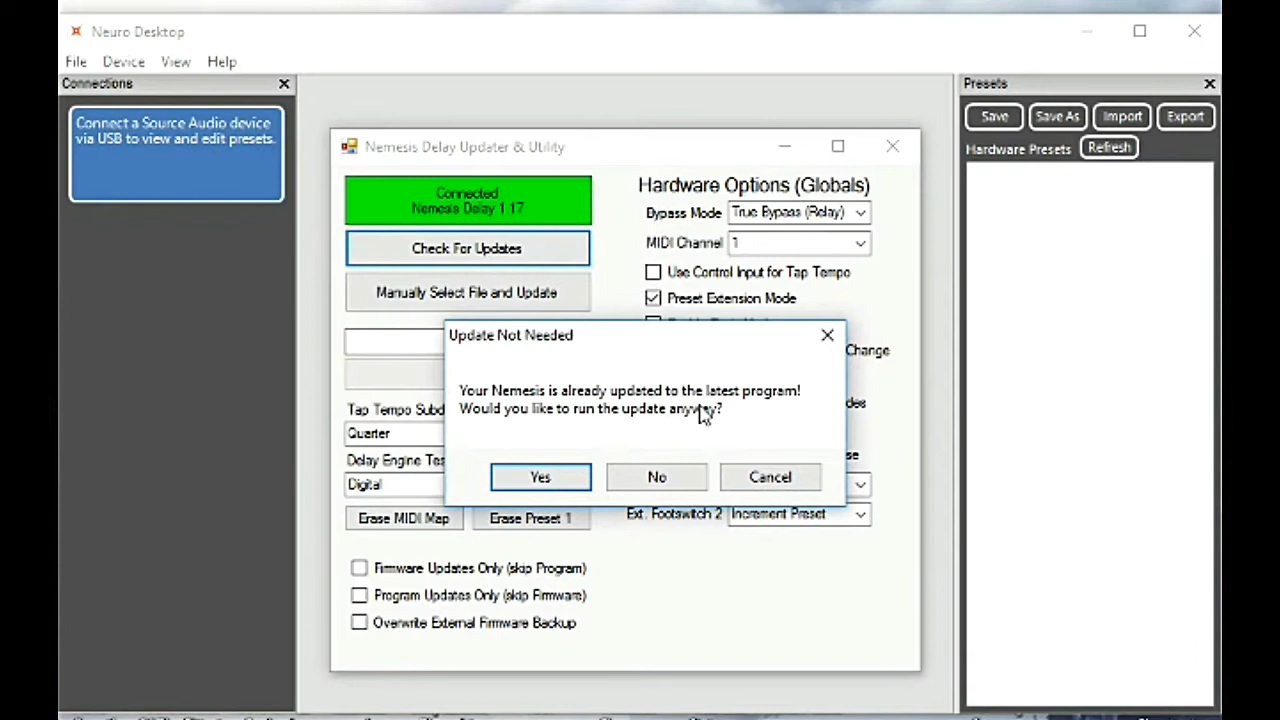 Neuro Desktop
File Device View Help
Connections
Connect a Source Audio device
via USB to view and edit presets.
Nemesis Delay Updater & Utility
Connected
Nemesis Delay 1.17
Check For Updates
Manually Select File and Update
Tap Tempo Subd
Quarter
Delay Engine Tes
Digital
Erase MIDI Map
Erase Preset 1
Firmware Updates Only (skip Program)
Program Updates Only (skip Firmware)
Overwrite External Firmware Backup
Hardware Options (Globals)
Bypass Mode True Bypass (Relay)
MIDI Channel 1
Use Control Input for Tap Tempo
Preset Extension Mode
Change
des
se
Ext. Footswitch 2 Increment Preset
Update Not Needed
Your Nemesis is already updated to the latest program!
Would you like to run the update anyway?
Yes No Cancel
Presets
Save Save As Import Export
Hardware Presets Refresh